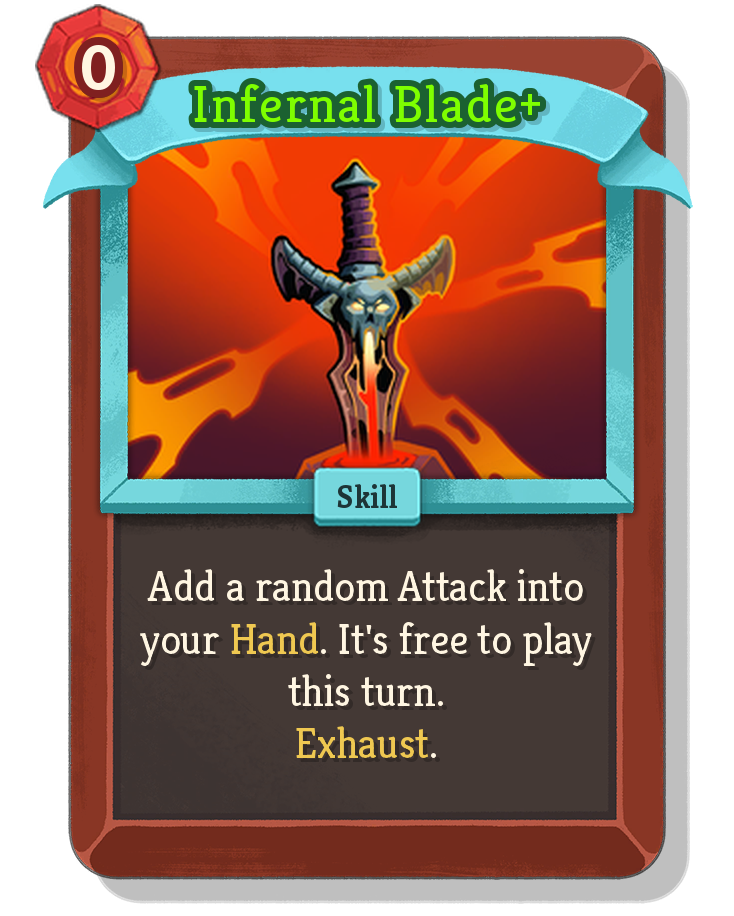 0
Infernal Blade+
Skill
Add a random Attack into
your Hand. It's free to play
this turn.
Exhaust.